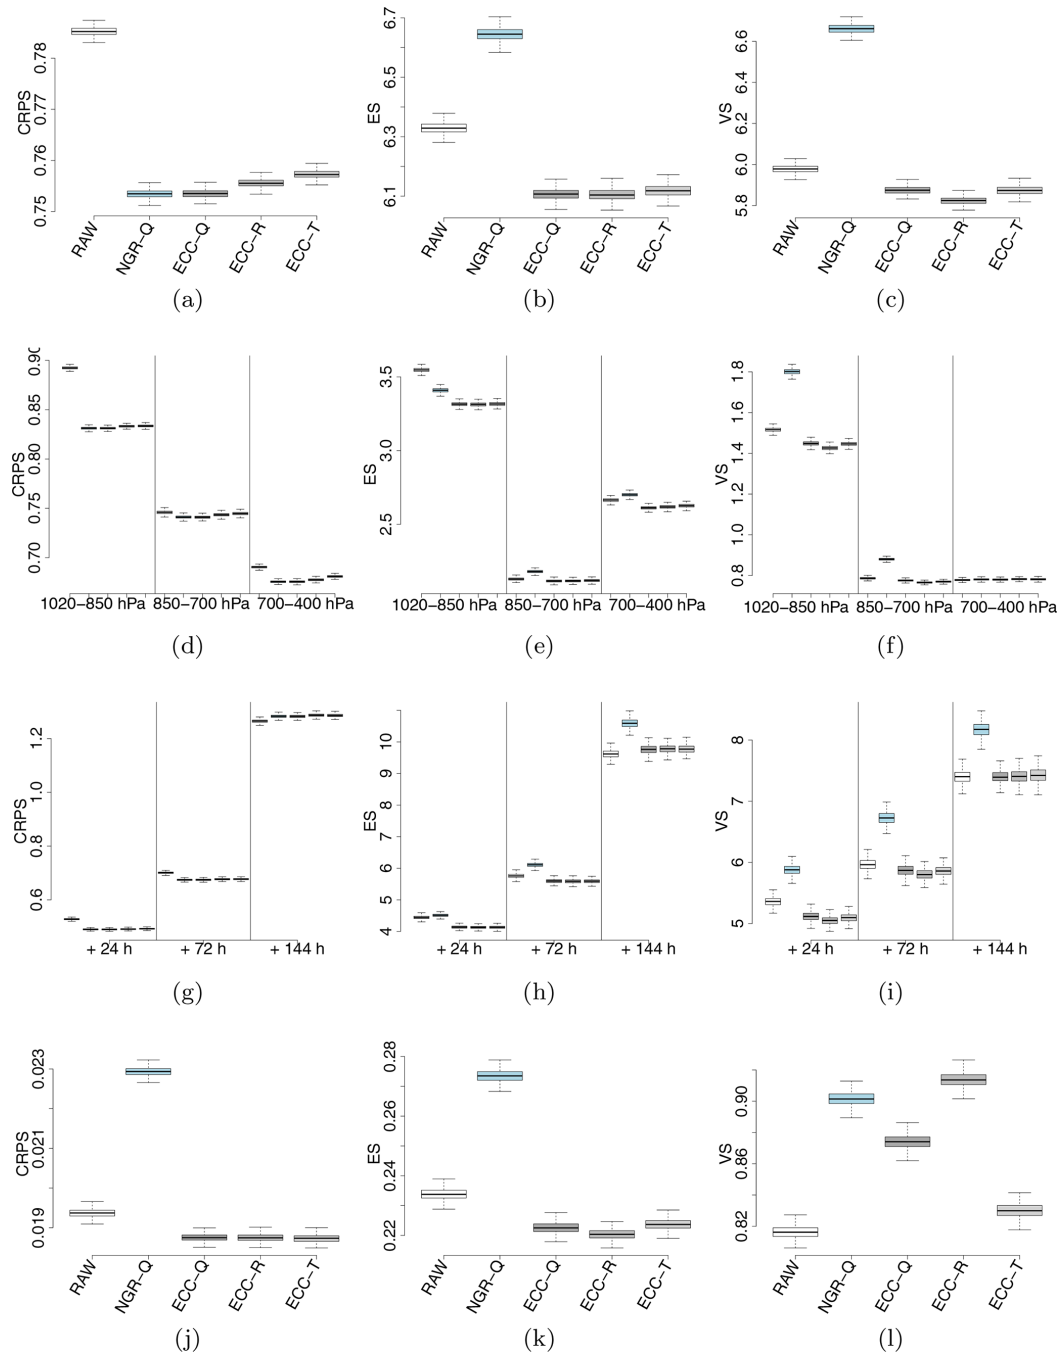 CRPS
0.78
0.77
0.76
0.75
RAW
NGR−Q
ECC−Q
ECC−R
ECC−T
(a)
ES
6.7
6.5
6.3
6.1
RAW
NGR−Q
ECC−Q
ECC−R
ECC−T
(b)
VS
6.6
6.4
6.2
6.0
5.8
RAW
NGR−Q
ECC−Q
ECC−R
ECC−T
(c)
CRPS
0.90
0.85
0.80
0.75
0.70
1020−850 hPa 850−700 hPa 700−400 hPa
(d)
ES
3.5
3.0
2.5
1020−850 hPa 850−700 hPa 700−400 hPa
(e)
VS
1.8
1.6
1.4
1.2
1.0
0.8
1020−850 hPa 850−700 hPa 700−400 hPa
(f)
CRPS
1.2
1.0
0.8
0.6
+ 24 h + 72 h + 144 h
(g)
ES
10
9
8
7
6
5
4
+ 24 h + 72 h + 144 h
(h)
VS
8
7
6
5
+ 24 h + 72 h + 144 h
(i)
CRPS
0.023
0.021
0.019
RAW
NGR−Q
ECC−Q
ECC−R
ECC−T
(j)
ES
0.28
0.26
0.24
0.22
RAW
NGR−Q
ECC−Q
ECC−R
ECC−T
(k)
VS
0.90
0.86
0.82
RAW
NGR−Q
ECC−Q
ECC−R
ECC−T
(l)